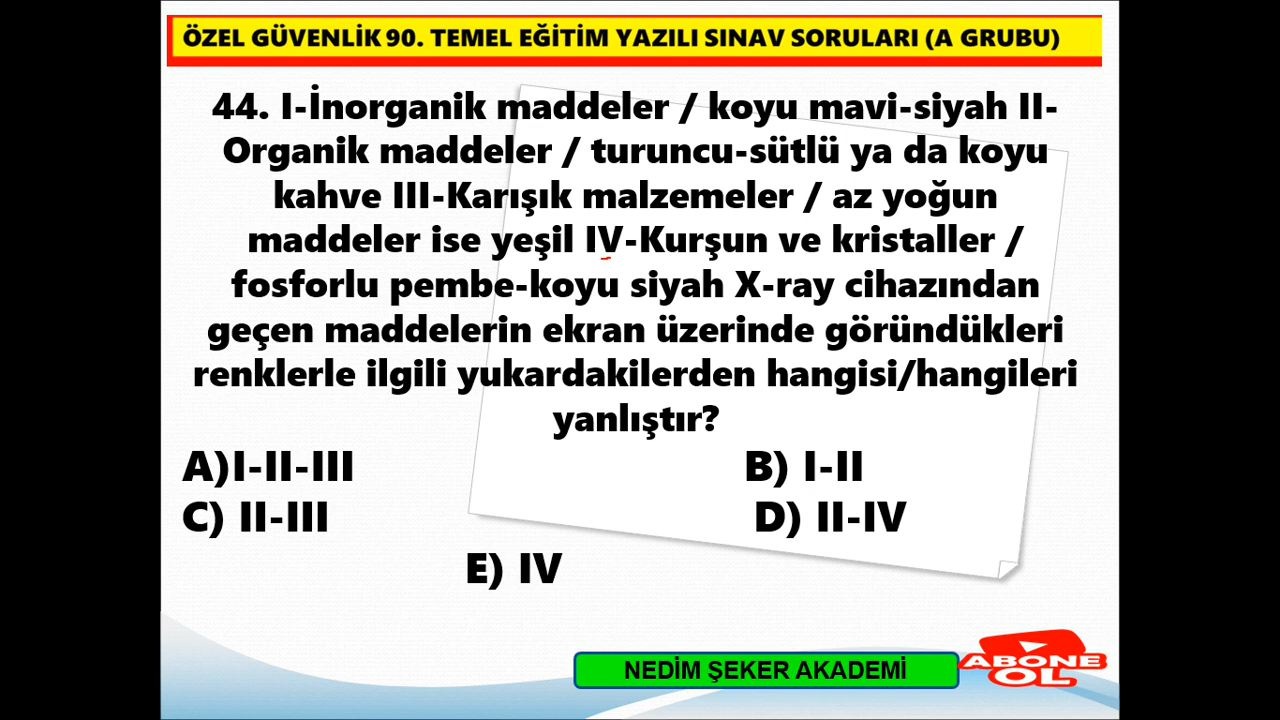 ÖZEL GÜVENLİK 90. TEMEL EĞİTİM YAZILI SINAV SORULARI (A GRUBU)
44. I-İnorganik maddeler / koyu mavi-siyah II-
Organik maddeler / turuncu-sütlü ya da koyu
kahve III-Karışık malzemeler / az yoğun
maddeler ise yeşil IV-Kurşun ve kristaller /
fosforlu pembe-koyu siyah X-ray cihazından
geçen maddelerin ekran üzerinde göründükleri
renklerle ilgili yukardakilerden hangisi/hangileri
yanlıştır?
A)I-II-III B) I-II
C) II-III D) II-IV
E) IV
NEDİM ŞEKER AKADEMİ
ABONE
OL